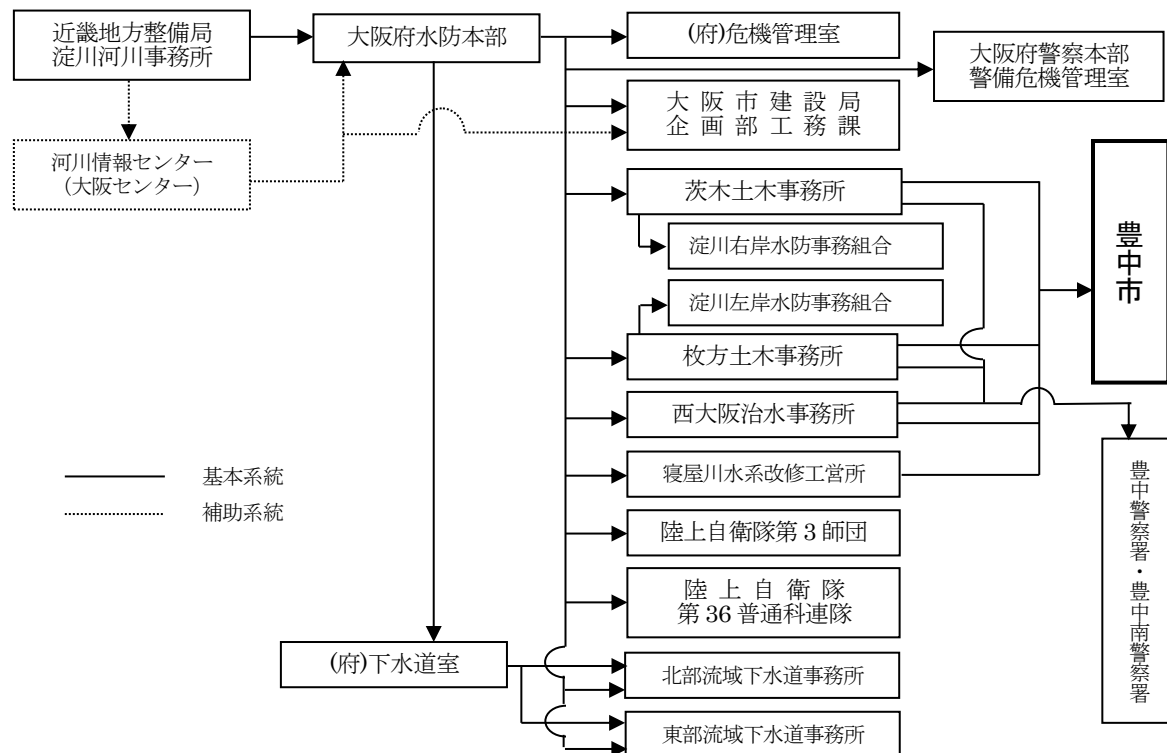 近畿地方整備局
淀川河川事務所
大阪府水防本部
(府)危機管理室
大阪府警察本部
警備危機管理室
大阪市建設局
企画部工務課
河川情報センター
(大阪センター)
茨木土木事務所
淀川右岸水防事務組合
淀川左岸水防事務組合
豊中市
枚方土木事務所
西大阪治水事務所
寝屋川水系改修工営所
基本系統
補助系統
陸上自衛隊第3師団
陸上自衛隊
第36普通科連隊
豊中警察署・豊中南警察署
(府)下水道室
北部流域下水道事務所
東部流域下水道事務所